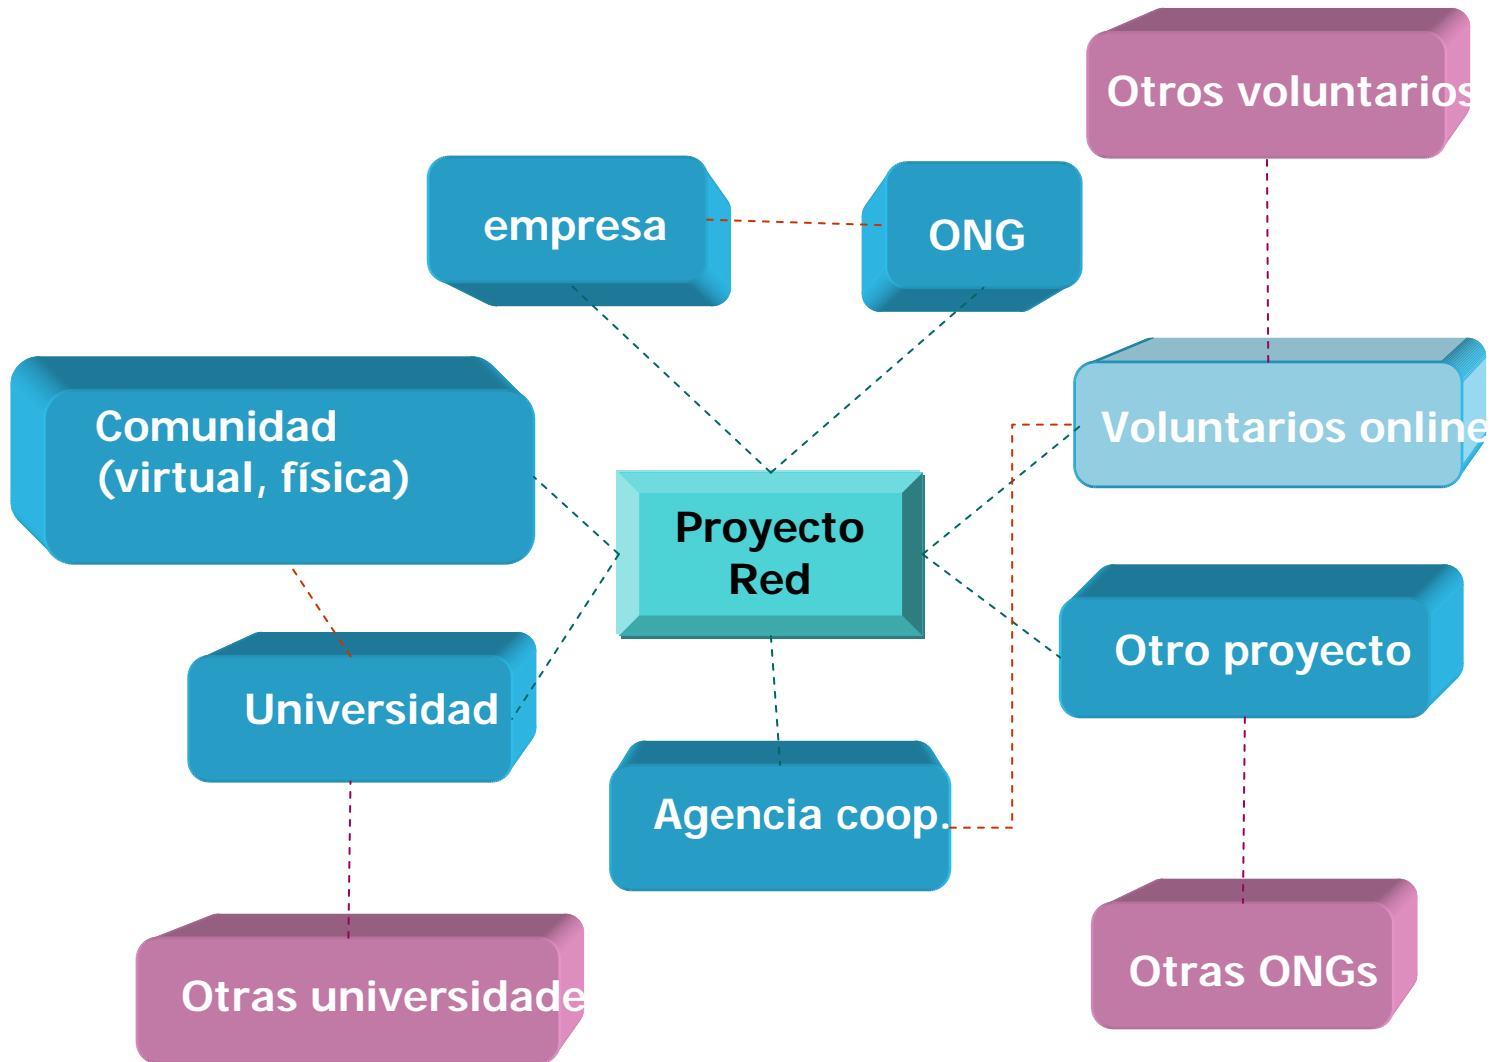 Otros voluntarios
empresa
ONG
Comunidad
(virtual, física)
Voluntarios online
Proyecto
Red
Otro proyecto
Universidad
Agencia coop.
Otras ONGs
Otras universidade